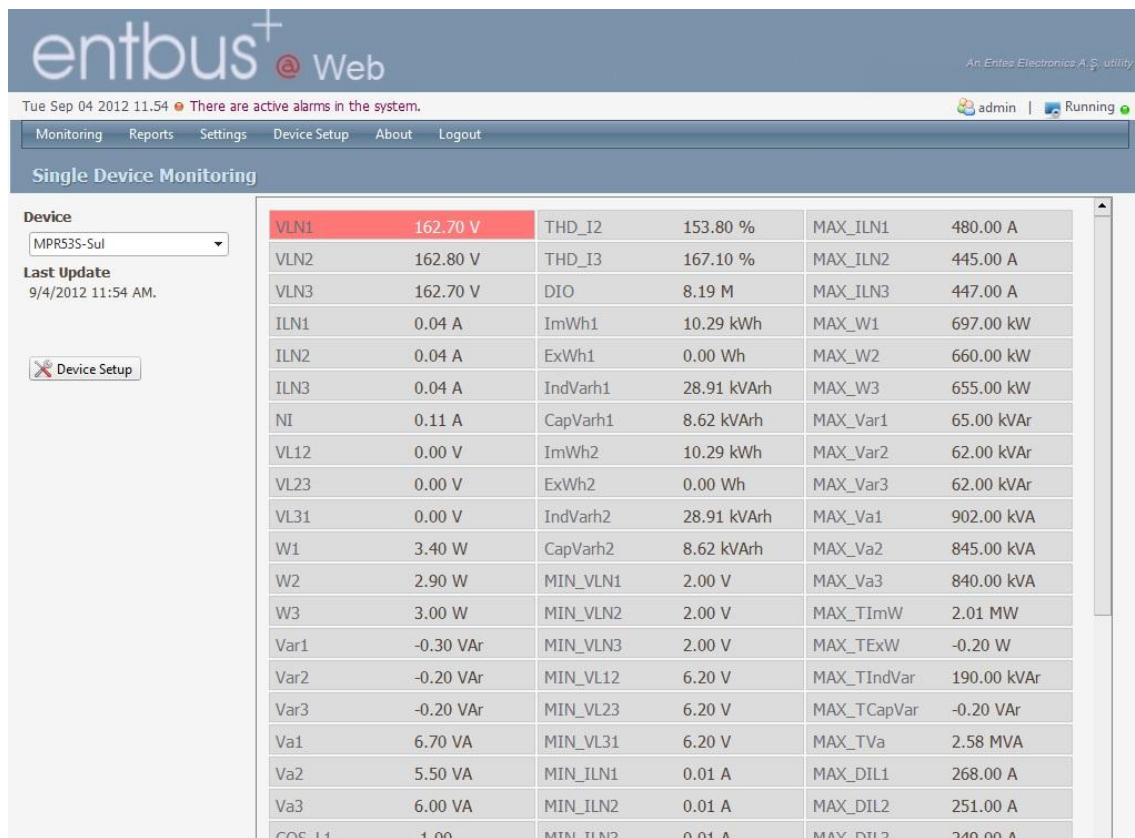 entbus+ @ Web
An Entes Electronics A.Ş. utility
Tue Sep 04 2012 11.54 There are active alarms in the system. admin | Running
Monitoring Reports Settings Device Setup About Logout
Single Device Monitoring
Device
MPR53S-Sul
Last Update
9/4/2012 11:54 AM.
Device Setup
VLN1 162.70 V THD_I2 153.80 % MAX_ILN1 480.00 A
VLN2 162.80 V THD_I3 167.10 % MAX_ILN2 445.00 A
VLN3 162.70 V DIO 8.19 M MAX_ILN3 447.00 A
ILN1 0.04 A ImWh1 10.29 kWh MAX_W1 697.00 kW
ILN2 0.04 A ExWh1 0.00 Wh MAX_W2 660.00 kW
ILN3 0.04 A IndVarh1 28.91 kVArh MAX_W3 655.00 kW
NI 0.11 A CapVarh1 8.62 kVArh MAX_Var1 65.00 kVAr
VL12 0.00 V ImWh2 10.29 kWh MAX_Var2 62.00 kVAr
VL23 0.00 V ExWh2 0.00 Wh MAX_Var3 62.00 kVAr
VL31 0.00 V IndVarh2 28.91 kVArh MAX_Va1 902.00 kVA
W1 3.40 W CapVarh2 8.62 kVArh MAX_Va2 845.00 kVA
W2 2.90 W MIN_VLN1 2.00 V MAX_Va3 840.00 kVA
W3 3.00 W MIN_VLN2 2.00 V MAX_TImW 2.01 MW
Var1 -0.30 VAr MIN_VLN3 2.00 V MAX_TExW -0.20 W
Var2 -0.20 VAr MIN_VL12 6.20 V MAX_TIndVar 190.00 kVAr
Var3 -0.20 VAr MIN_VL23 6.20 V MAX_TCapVar -0.20 VAr
Va1 6.70 VA MIN_VL31 6.20 V MAX_TVa 2.58 MVA
Va2 5.50 VA MIN_ILN1 0.01 A MAX_DIL1 268.00 A
Va3 6.00 VA MIN_ILN2 0.01 A MAX_DIL2 251.00 A
COS_L1 1.00 MIN_ILN3 0.01 A MAX_DIL3 249.00 A